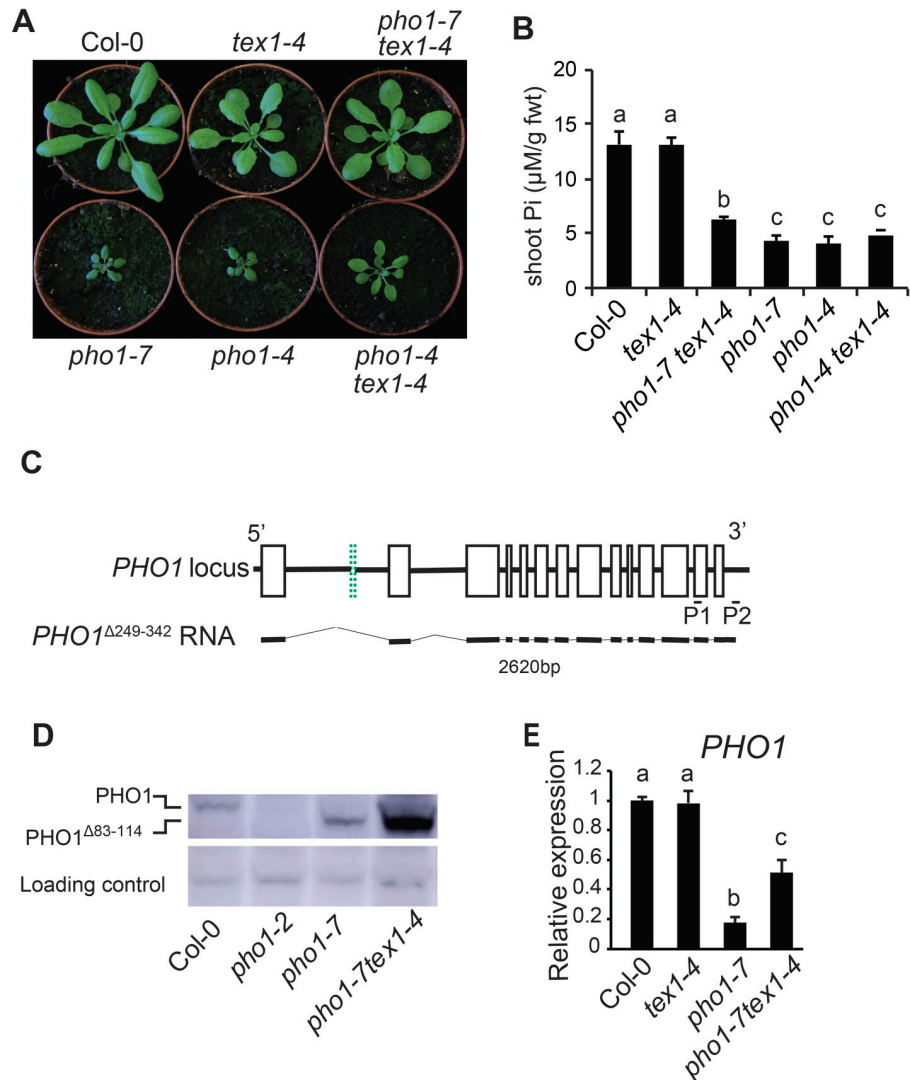 A
Col-0
tex1-4
pho1-7
tex1-4
pho1-7
pho1-4
pho1-4
tex1-4
B
shoot Pi (µM/g fwt)
20
15
10
5
0
a
a
b
c
c
c
Col-0
tex1-4
pho1-7 tex1-4
pho1-7
pho1-4
pho1-4 tex1-4
C
5’
3’
PHO1 locus
P1
P2
PHO1Δ249-342 RNA
2620bp
D
PHO1
PHO1Δ83-114
Loading control
Col-0
pho1-2
pho1-7
pho1-7tex1-4
E
PHO1
Relative expression
1.2
1
0.8
0.6
0.4
0.2
0
a
a
b
c
Col-0
tex1-4
pho1-7
pho1-7tex1-4